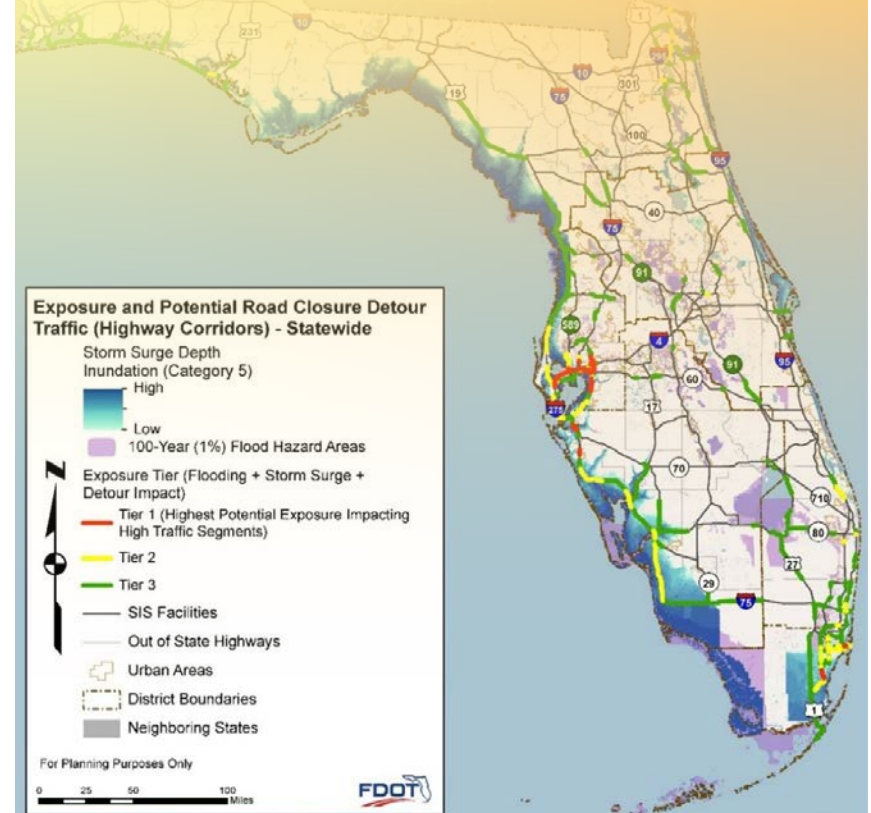 1
10
231
295
10
75
301
19
100
95
40
75
91
589
4
95
91
60
275
17
70
710
80
27
29
75
1
Exposure and Potential Road Closure Detour
Traffic (Highway Corridors) - Statewide
Storm Surge Depth
Inundation (Category 5)
High
Low
100-Year (1%) Flood Hazard Areas
N
Exposure Tier (Flooding + Storm Surge +
Detour Impact)
Tier 1 (Highest Potential Exposure Impacting
High Traffic Segments)
Tier 2
Tier 3
SIS Facilities
Out of State Highways
Urban Areas
District Boundaries
Neighboring States
For Planning Purposes Only
0 25 50 100
Miles
FDOT